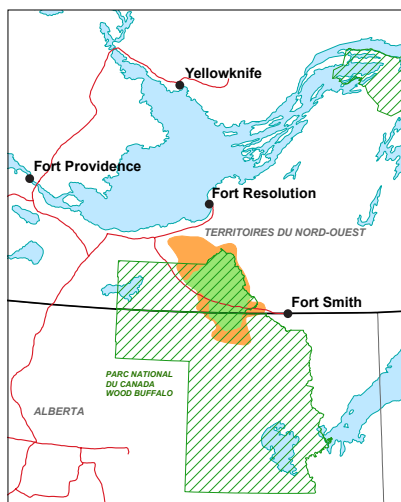 Yellowknife
Fort Providence
Fort Resolution
TERRITOIRES DU NORD-OUEST
Fort Smith
PARC NATIONAL
DU CANADA
WOOD BUFFALO
ALBERTA